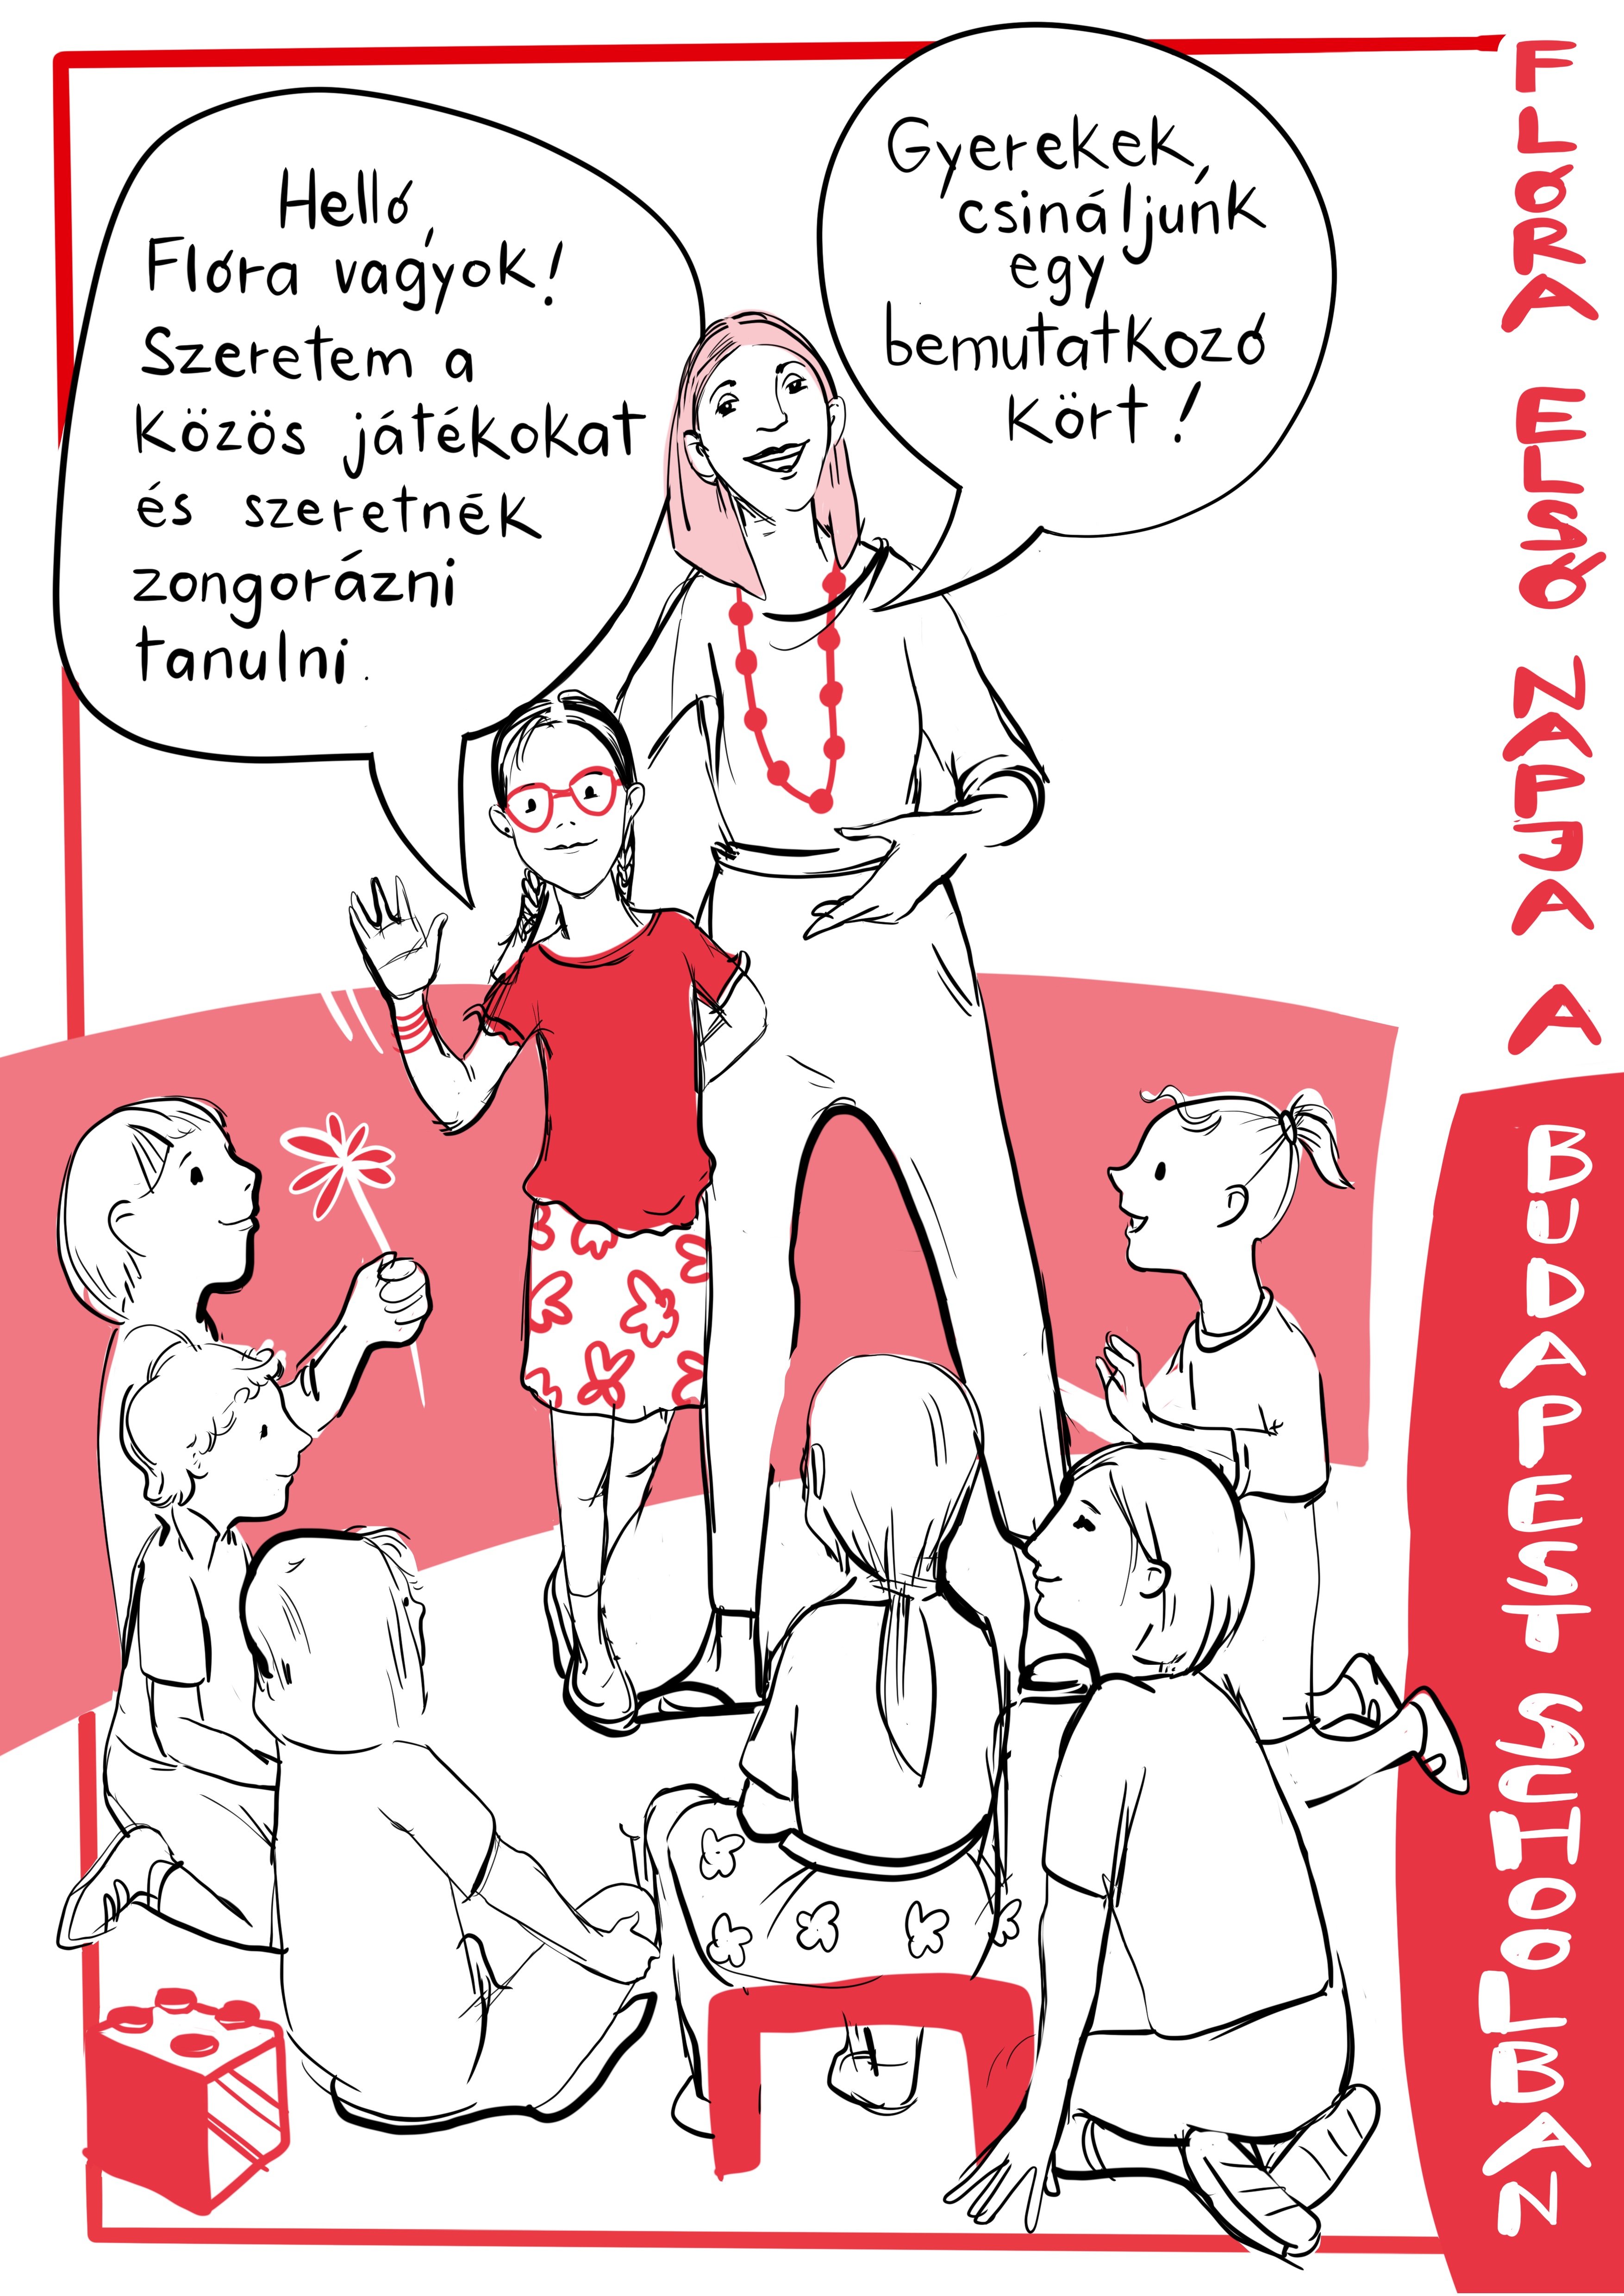 Helló,
Flóra vagyok!
Szeretem a
közös játékokat
és szeretnék
zongorázni
tanulni.
Gyerekek,
csináljunk
egy
bemutatkozó
kört!
FLÓRA ELSŐ NAPJA A BUDAPEST SCHOOLBAN